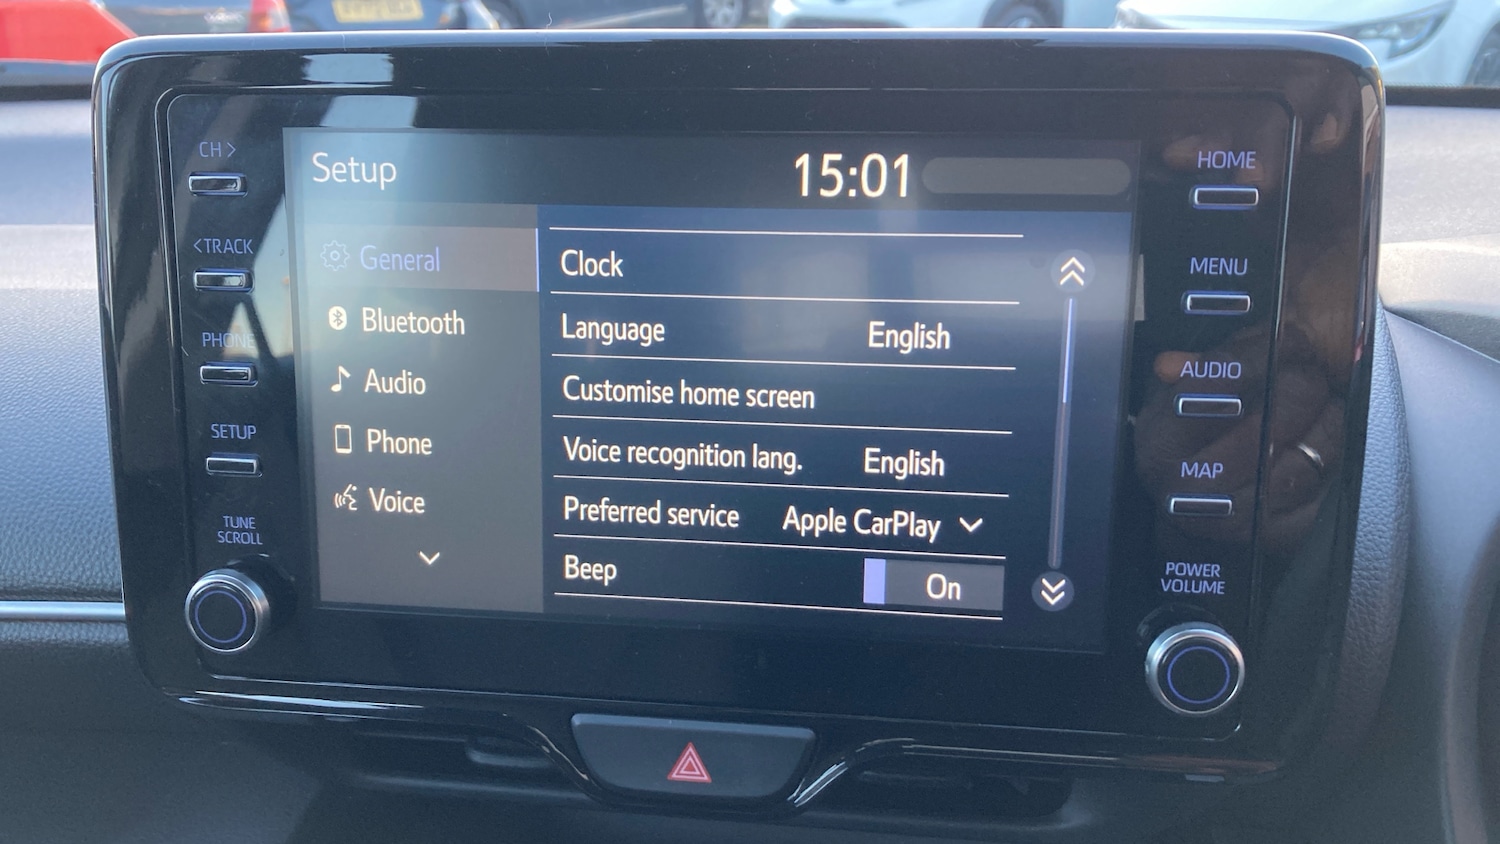 CH >
< TRACK
PHONE
SETUP
TUNE
SCROLL
Setup
15:01
General
Bluetooth
Audio
Phone
Voice
Clock
Language English
Customise home screen
Voice recognition lang. English
Preferred service Apple CarPlay
Beep On
HOME
MENU
AUDIO
MAP
POWER
VOLUME